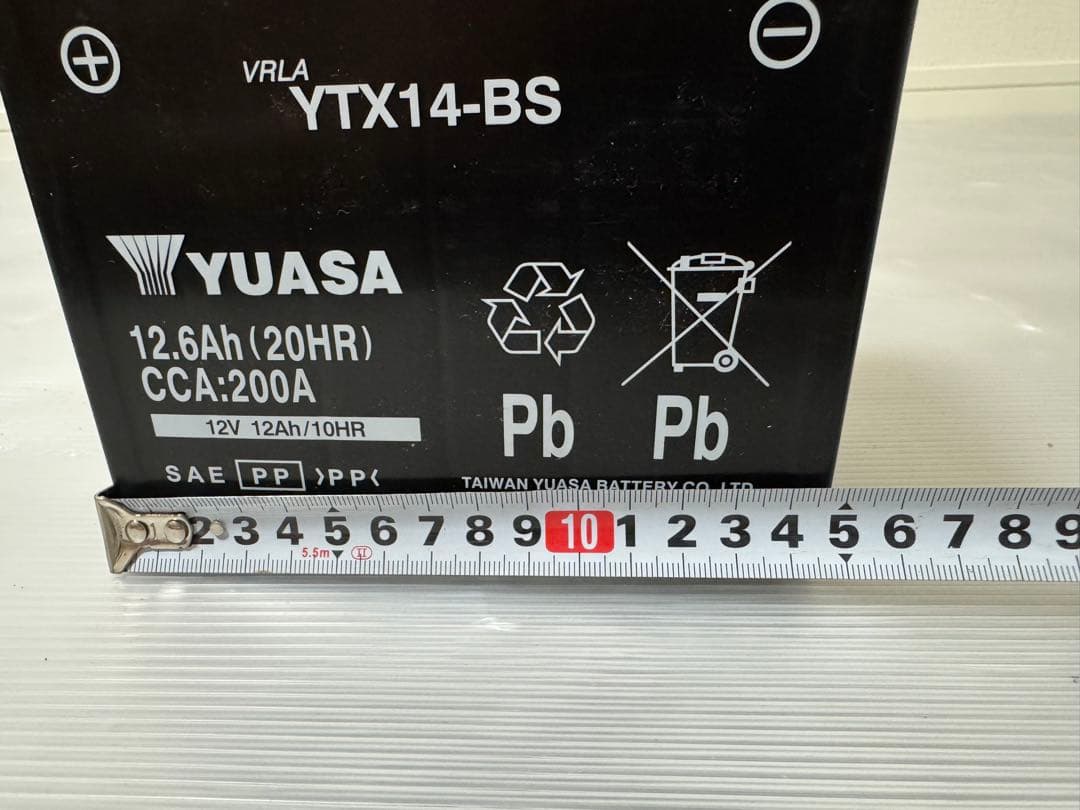 VRLA
YTX14-BS
YUASA
12.6Ah (20HR)
CCA:200A
12V 12Ah/10HR
Pb Pb
SAE PP >PP<
TAIWAN YUASA BATTERY CO., LTD.
2 3 4 5 6 7 8 9 10 1 2 3 4 5 6 7 8 9
5.5m II